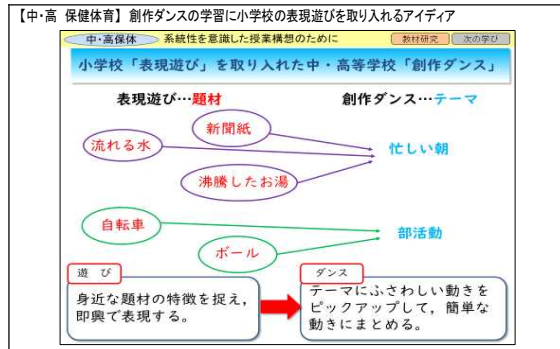 【中・高 保健体育】 創作ダンスの学習に小学校の表現遊びを取り入れるアイディア
中・高保体 系統性を意識した授業構想のために 教材研究 次の学び
小学校「表現遊び」を取り入れた中・高等学校「創作ダンス」
表現遊び…題材 創作ダンス…テーマ
新聞紙
流れる水
忙しい朝
沸騰したお湯
自転車
部活動
ボール
遊 び
身近な題材の特徴を捉え，
即興で表現する。
ダンス
テーマにふさわしい動きを
ピックアップして，簡単な
動きにまとめる。